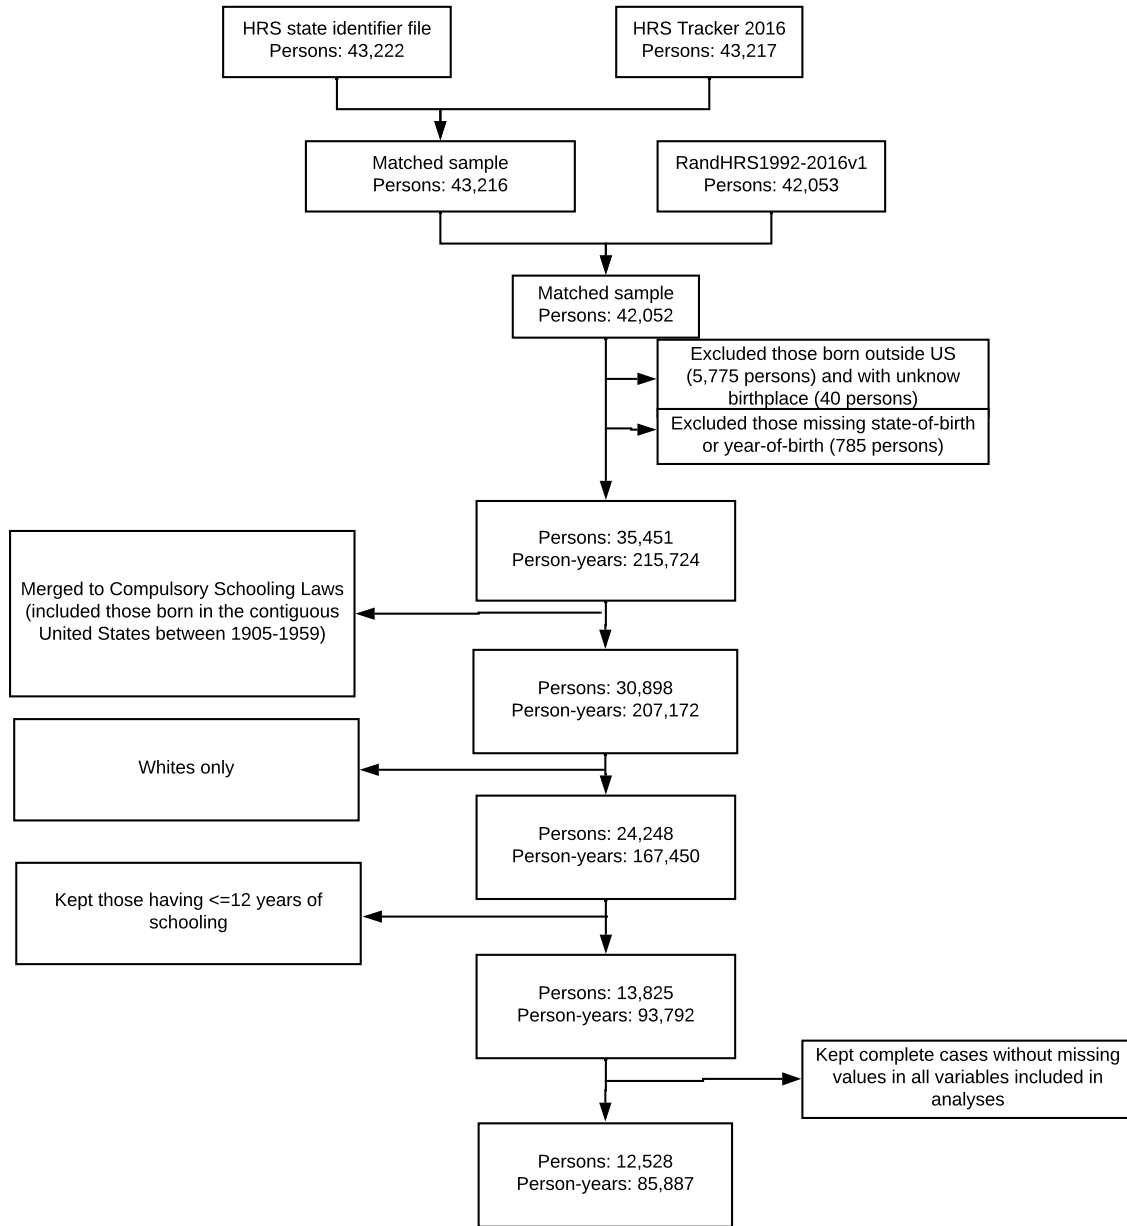 HRS state identifier file
Persons: 43,222
HRS Tracker 2016
Persons: 43,217
Matched sample
Persons: 43,216
RandHRS1992-2016v1
Persons: 42,053
Matched sample
Persons: 42,052
Excluded those born outside US
(5,775 persons) and with unknow
birthplace (40 persons)
Excluded those missing state-of-birth
or year-of-birth (785 persons)
Persons: 35,451
Person-years: 215,724
Merged to Compulsory Schooling Laws
(included those born in the contiguous
United States between 1905-1959)
Persons: 30,898
Person-years: 207,172
Whites only
Persons: 24,248
Person-years: 167,450
Kept those having <=12 years of
schooling
Persons: 13,825
Person-years: 93,792
Kept complete cases without missing
values in all variables included in
analyses
Persons: 12,528
Person-years: 85,887